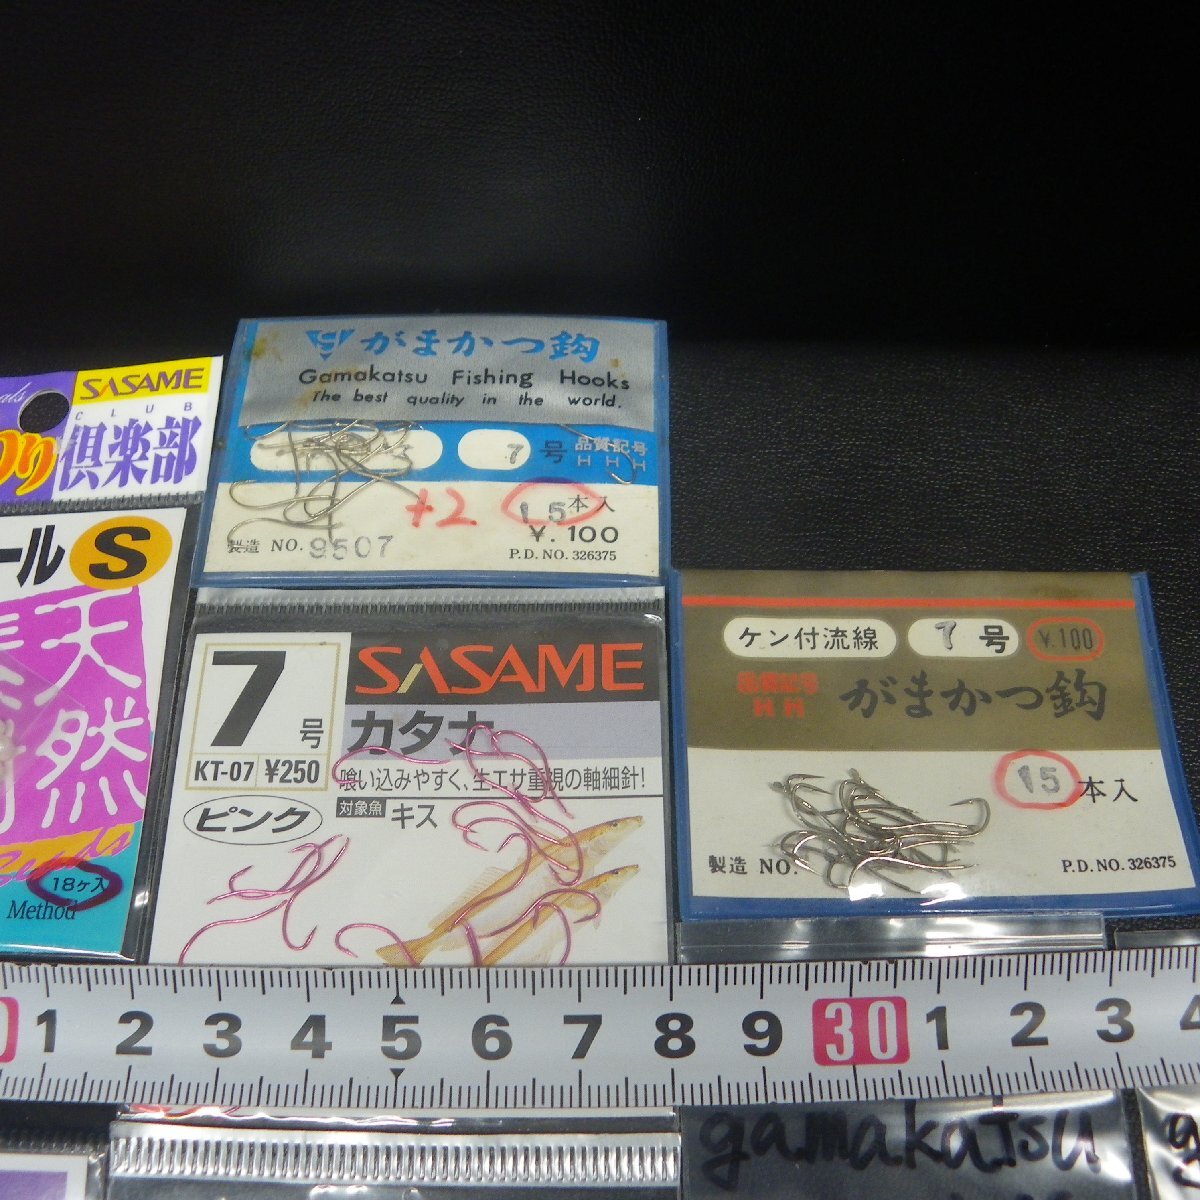 SASAME
CLUB
倶楽部
ール S
天然
18ヶ入
Method
がまかつ鈎
Gamakatsu Fishing Hooks
The best quality in the world.
7 号 品質記号
H H H
+2 15 本入
¥.100
製造 NO. 9507 P.D. NO. 326375
7 号
KT-07 ¥250
ピンク
SASAME
カタナ
喰い込みやすく、生エサ重視の軸細針!
対象魚 キス
ケン付流線 7 号 ¥100
品質記号
H H
がまかつ鈎
15 本入
製造 NO. P.D. NO. 326375
1 2 3 4 5 6 7 8 9 30 1 2 3 4
gamakatsu